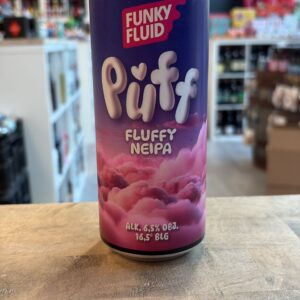 FUNKY
FLUID
Puff
FLUFFY
NEIPA
ALK. 6,5% OBJ.
16,5° BLG